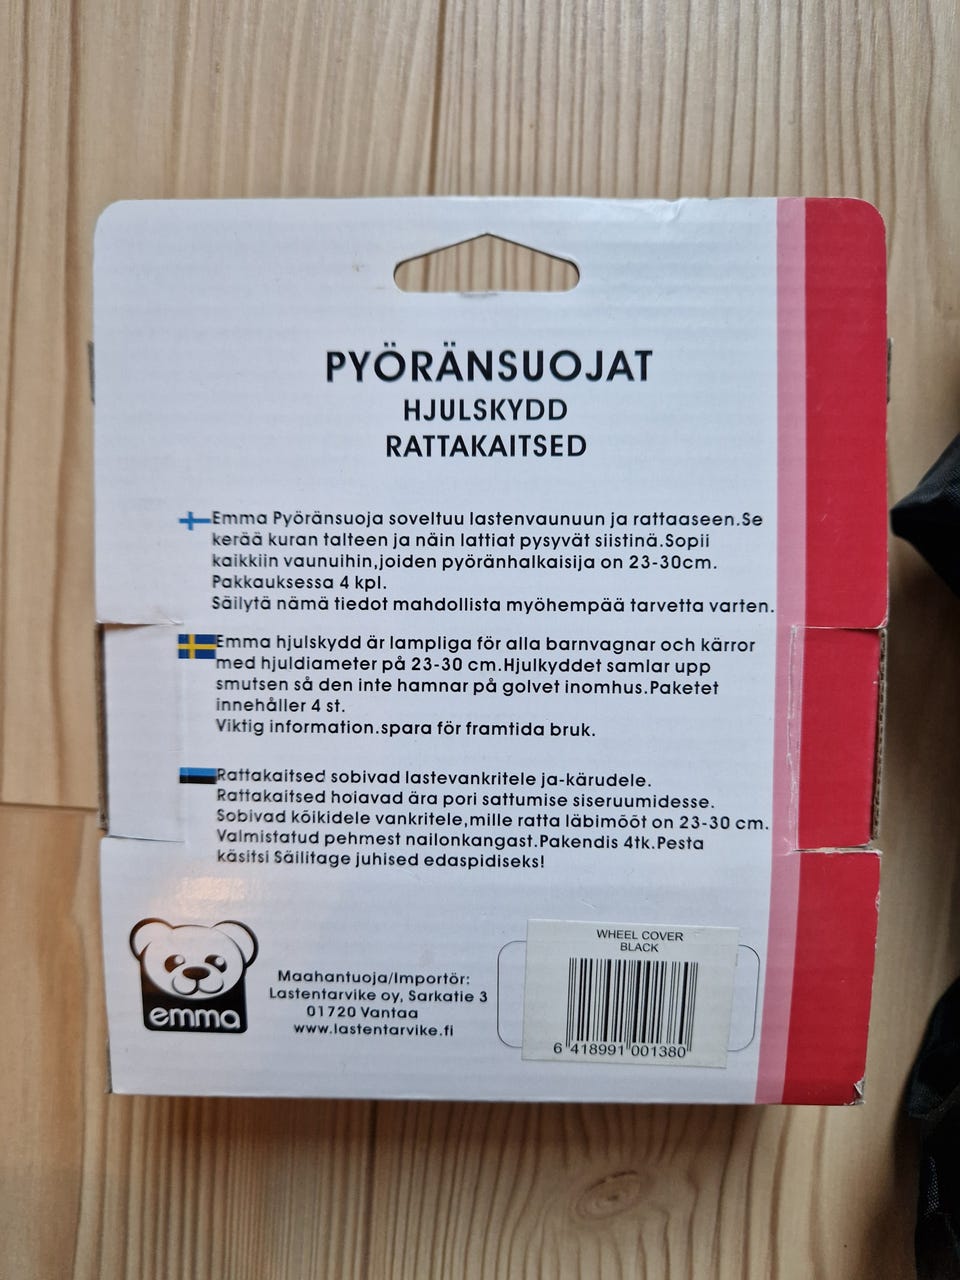 PYÖRÄNSUOJAT
HJULSKYDD
RATTAKAITSED
Emma Pyöränsuoja soveltuu lastenvaunuun ja rattaaseen.Se
kerää kuran talteen ja näin lattiat pysyvät siistinä.Sopii
kaikkiin vaunuihin,joiden pyöränhalkaisija on 23-30cm.
Pakkauksessa 4 kpl.
Säilytä nämä tiedot mahdollista myöhempää tarvetta varten.
Emma hjulskydd är lampliga för alla barnvagnar och kärror
med hjuldiameter på 23-30 cm.Hjulkyddet samlar upp
smutsen så den inte hamnar på golvet inomhus.Paketet
innehåller 4 st.
Viktig information.spara för framtida bruk.
Rattakaitsed sobivad lastevankritele ja-kärudele.
Rattakaitsed hoiavad ära pori sattumise siseruumidesse.
Sobivad kõikidele vankritele,mille ratta läbimõõt on 23-30 cm.
Valmistatud pehmest nailonkangast.Pakendis 4tk.Pesta
käsitsi Säilitage juhised edaspidiseks!
emma
Maahantuoja/Importör:
Lastentarvike oy, Sarkatie 3
01720 Vantaa
www.lastentarvike.fi
WHEEL COVER
BLACK
6 418991 001380